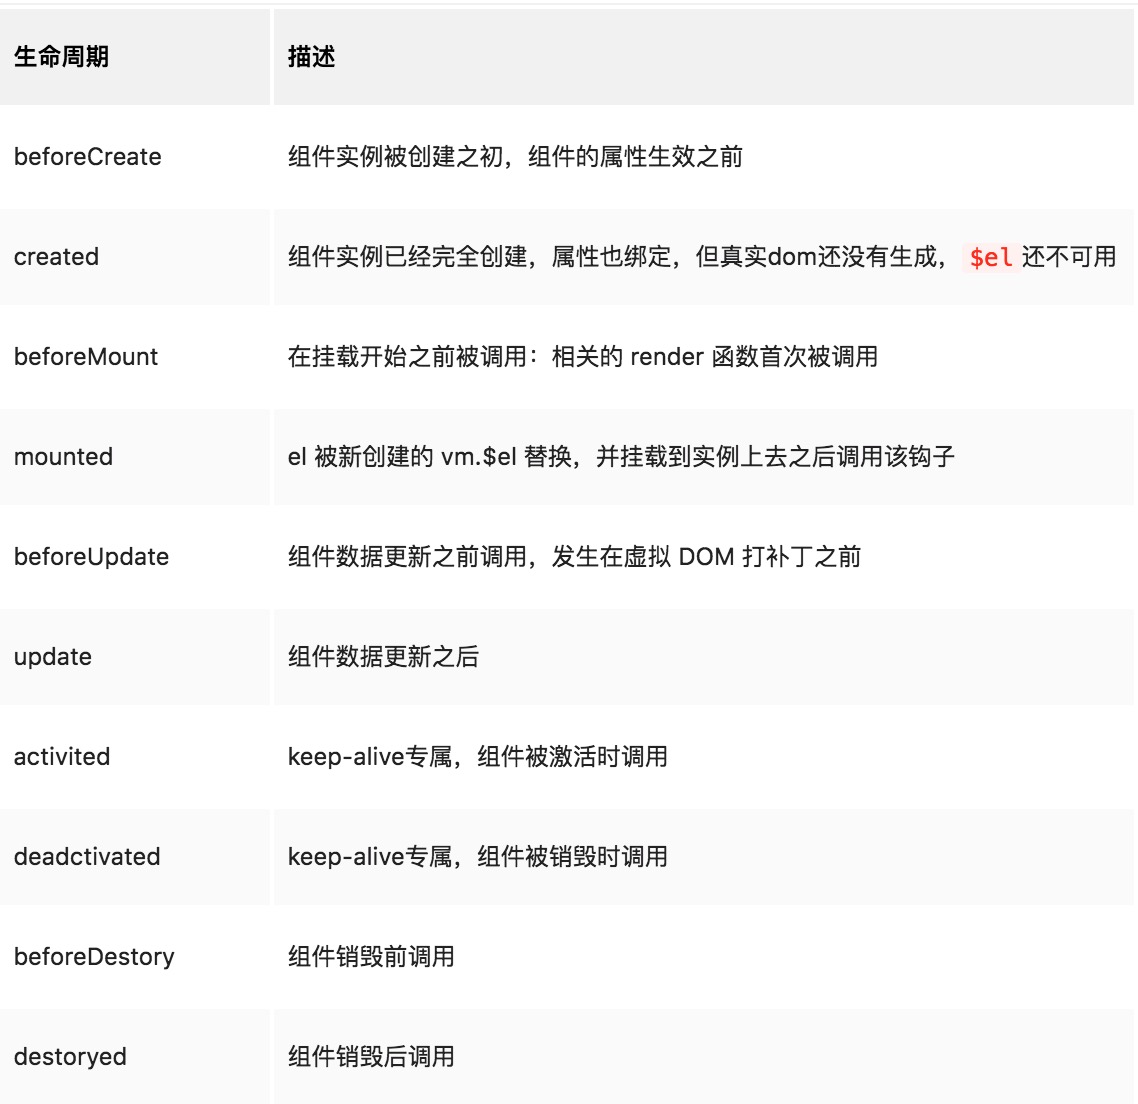 生命周期 描述
beforeCreate 组件实例被创建之初，组件的属性生效之前
created 组件实例已经完全创建，属性也绑定，但真实dom还没有生成， $el 还不可用
beforeMount 在挂载开始之前被调用：相关的 render 函数首次被调用
mounted el 被新创建的 vm.$el 替换，并挂载到实例上去之后调用该钩子
beforeUpdate 组件数据更新之前调用，发生在虚拟 DOM 打补丁之前
update 组件数据更新之后
activited keep-alive专属，组件被激活时调用
deadctivated keep-alive专属，组件被销毁时调用
beforeDestory 组件销毁前调用
destoryed 组件销毁后调用